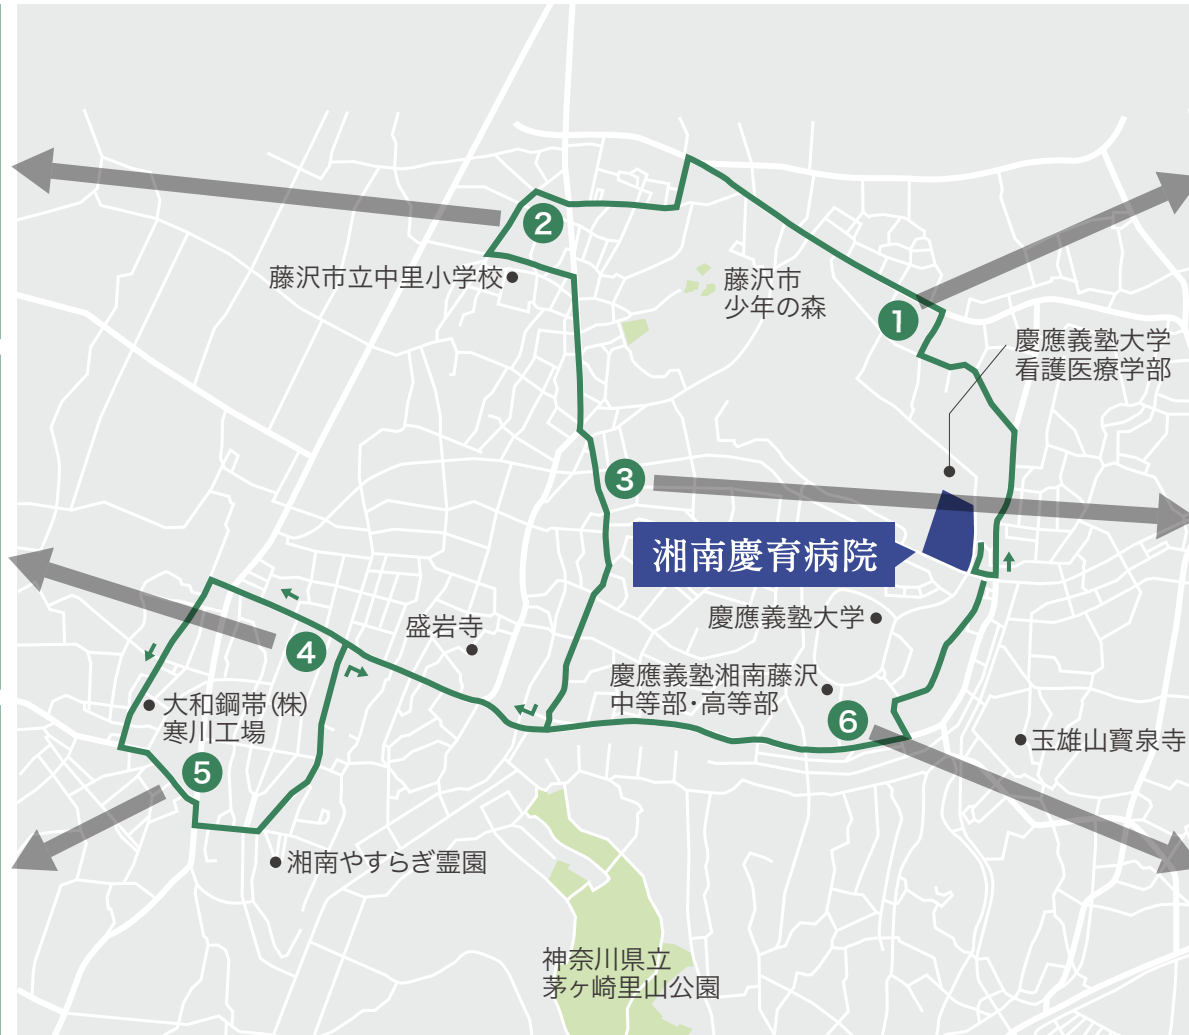 2
藤沢市立中里小学校
藤沢市
少年の森
1
慶應義塾大学
看護医療学部
3
湘南慶育病院
慶應義塾大学
盛岩寺
4
慶應義塾湘南藤沢
中等部・高等部
6
大和鋼帯(株)
寒川工場
玉雄山寳泉寺
5
湘南やすらぎ霊園
神奈川県立
茅ヶ崎里山公園